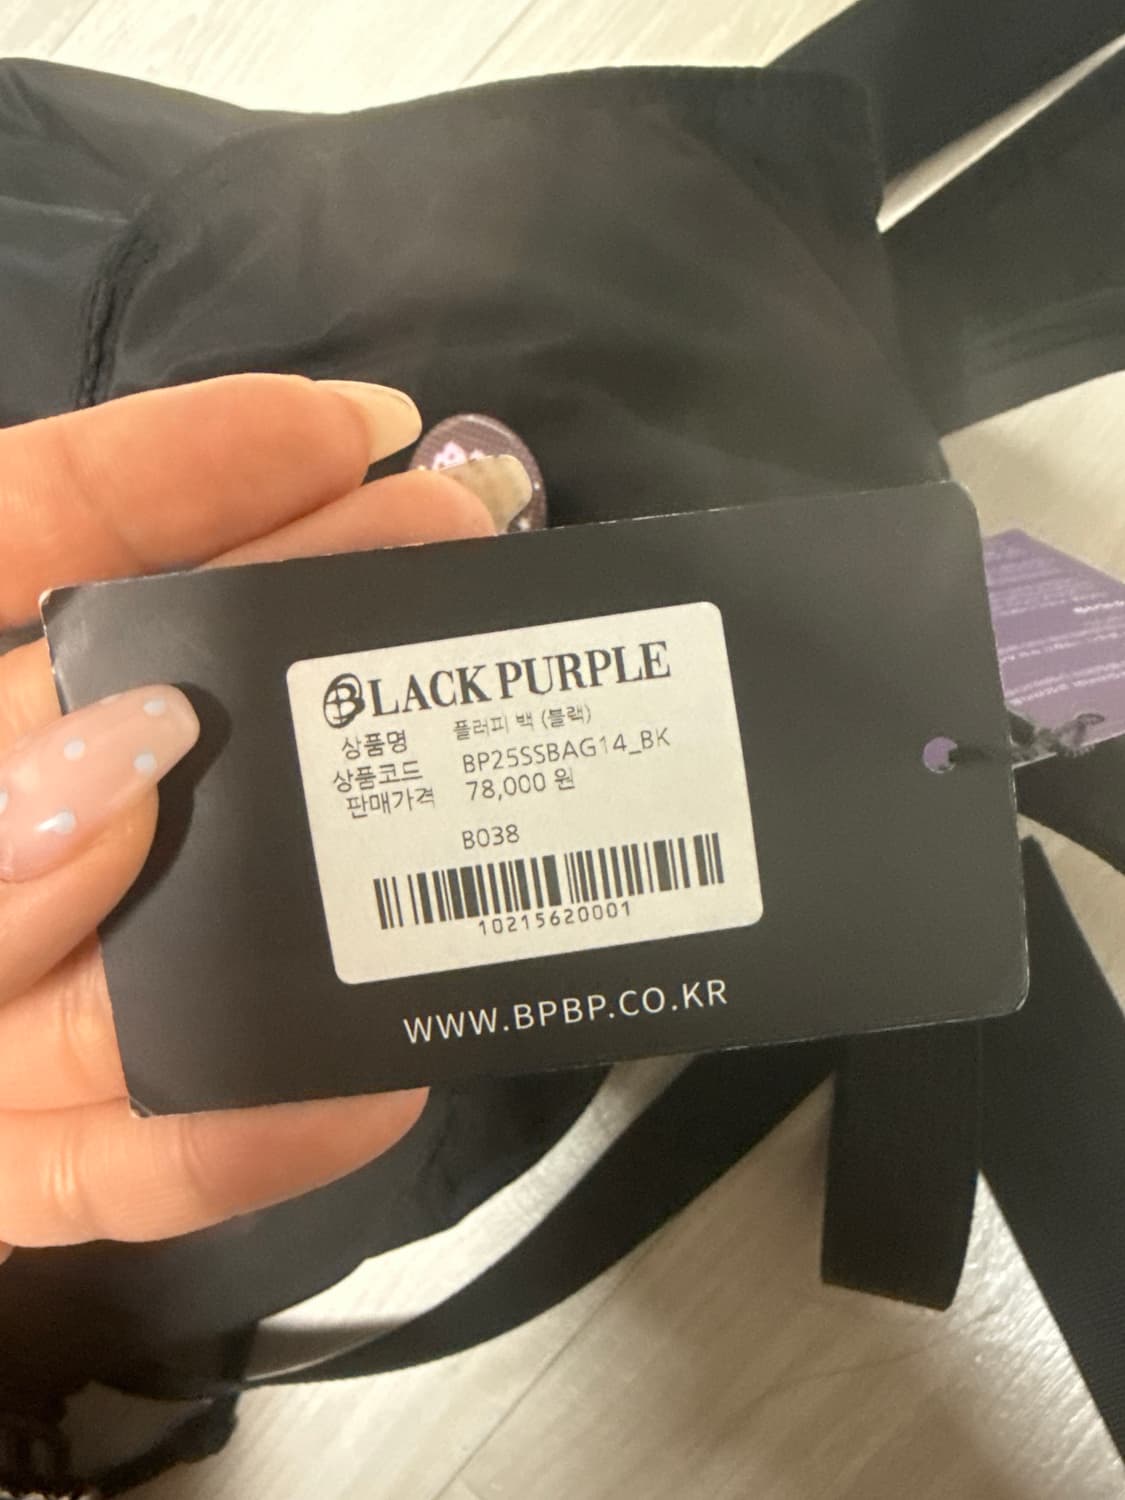 BLACK PURPLE
상품명 플러피 백 (블랙)
상품코드 BP25SSBAG14_BK
판매가격 78,000 원
B038
10215620001
WWW.BPBP.CO.KR